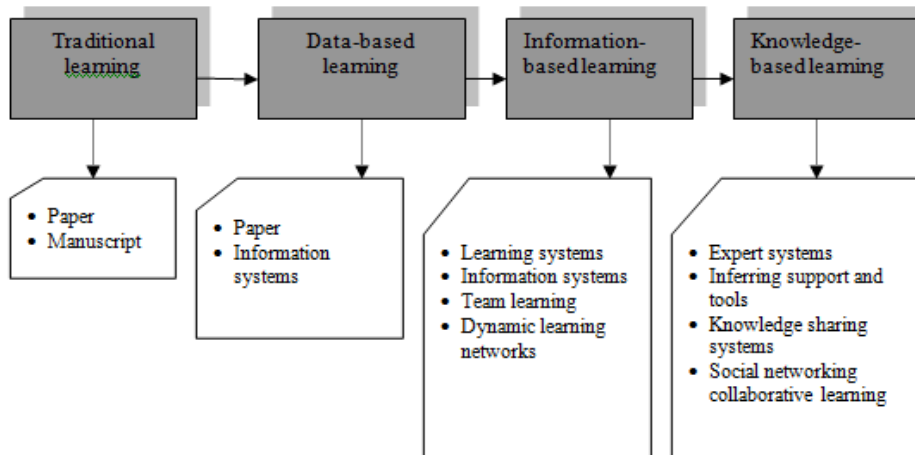 Traditional
learning
Data-based
learning
Information-
based learning
Knowledge-
based learning
• Paper
• Manuscript
• Paper
• Information
systems
• Learning systems
• Information systems
• Team learning
• Dynamic learning
networks
• Expert systems
• Inferring support and
tools
• Knowledge sharing
systems
• Social networking
collaborative learning